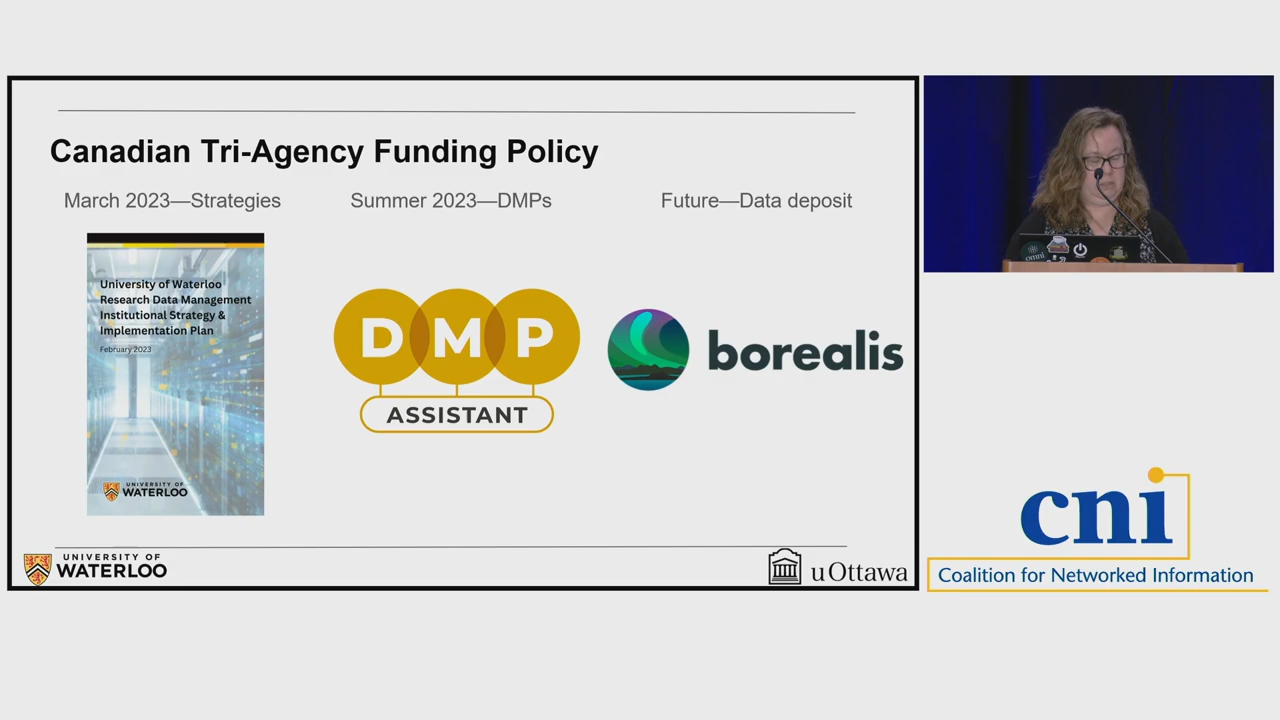 Canadian Tri-Agency Funding Policy
March 2023—Strategies
Summer 2023—DMPs
Future—Data deposit
University of Waterloo
Research Data Management
Institutional Strategy &
Implementation Plan
February 2023
UNIVERSITY OF
WATERLOO
DMP
ASSISTANT
borealis
UNIVERSITY OF
WATERLOO
uOttawa
omni
cni
Coalition for Networked Information